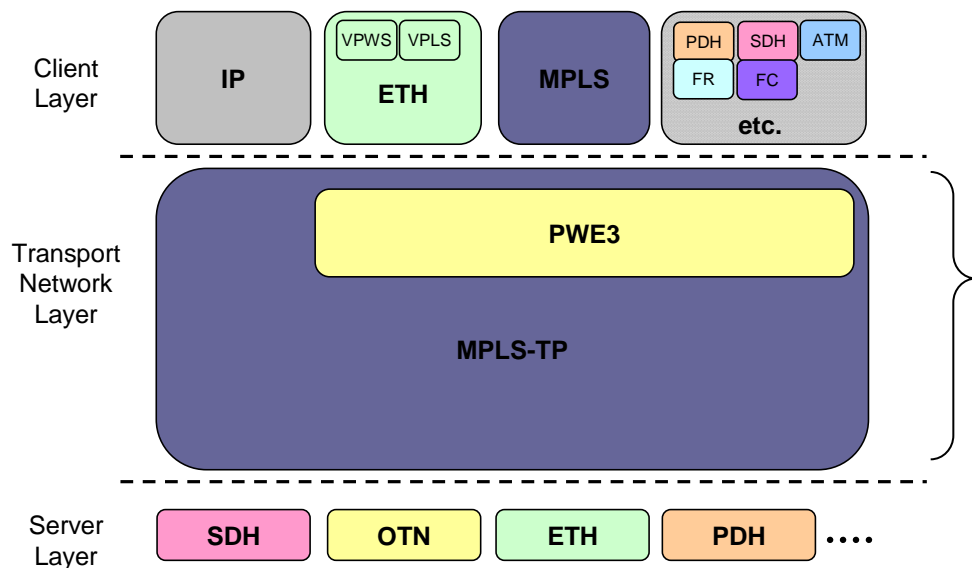 Client
Layer
IP
VPWS
VPLS
ETH
MPLS
PDH
SDH
ATM
FR
FC
etc.
Transport
Network
Layer
PWE3
MPLS-TP
Server
Layer
SDH
OTN
ETH
PDH
....